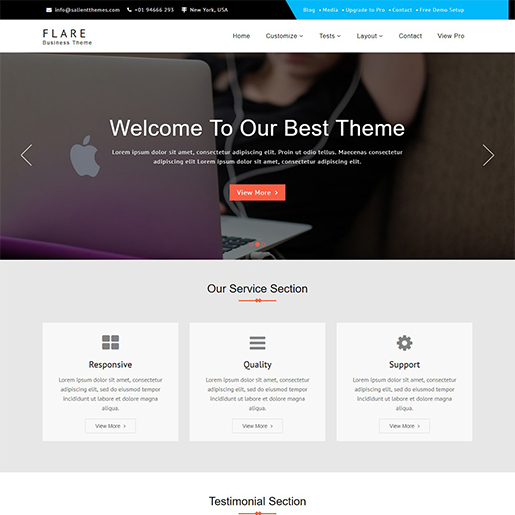 info@salientthemes.com +01 94666 293 New York, USA
Blog Media Upgrade to Pro Contact Free Demo Setup
FLARE
Business Theme
Home Customize Tests Layout Contact View Pro
Welcome To Our Best Theme
Lorem ipsum dolor sit amet, consectetur adipiscing elit. Proin ut odio tellus. Maecenas consectetur
adipiscing elit Lorem ipsum dolor sit amet, consectetur adipiscing elit.
View More
Our Service Section
Responsive
Lorem ipsum dolor sit amet, consectetur
adipiscing elit, sed do eiusmod tempor
incididunt ut labore et dolore magna
aliqua.
View More
Quality
Lorem ipsum dolor sit amet, consectetur
adipiscing elit, sed do eiusmod tempor
incididunt ut labore et dolore magna
aliqua.
View More
Support
Lorem ipsum dolor sit amet, consectetur
adipiscing elit, sed do eiusmod tempor
incididunt ut labore et dolore magna
aliqua.
View More
Testimonial Section